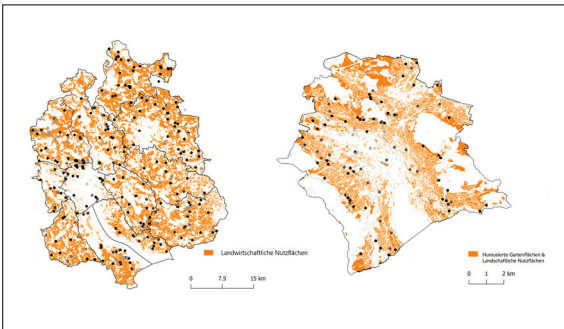 Landwirtschaftliche Nutzflächen
0 7.5 15 km
Humusierte Gartenflächen &
Landschaftliche Nutzflächen
0 1 2 km